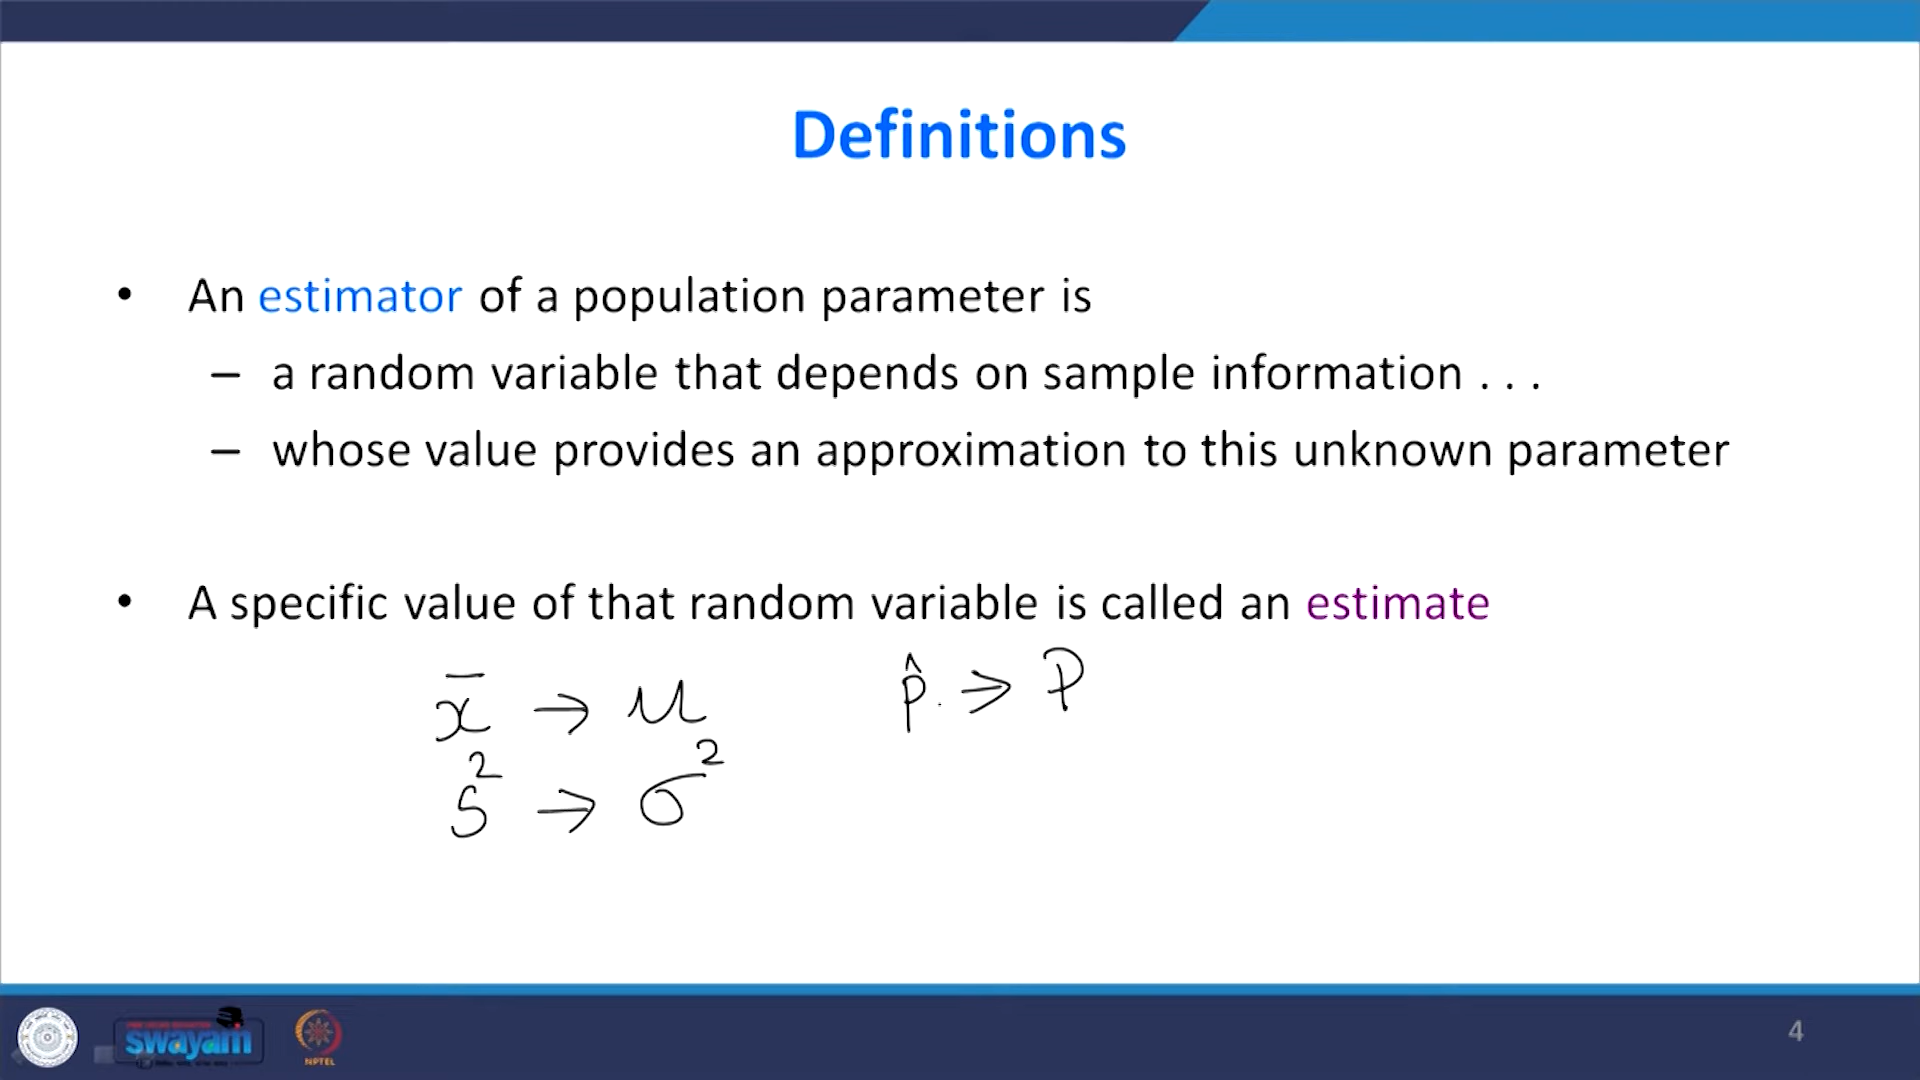 Definitions
• An estimator of a population parameter is
– a random variable that depends on sample information . . .
– whose value provides an approximation to this unknown parameter
• A specific value of that random variable is called an estimate
x̄ → μ p̂. → P
s² → σ²
swayam
NPTEL
4